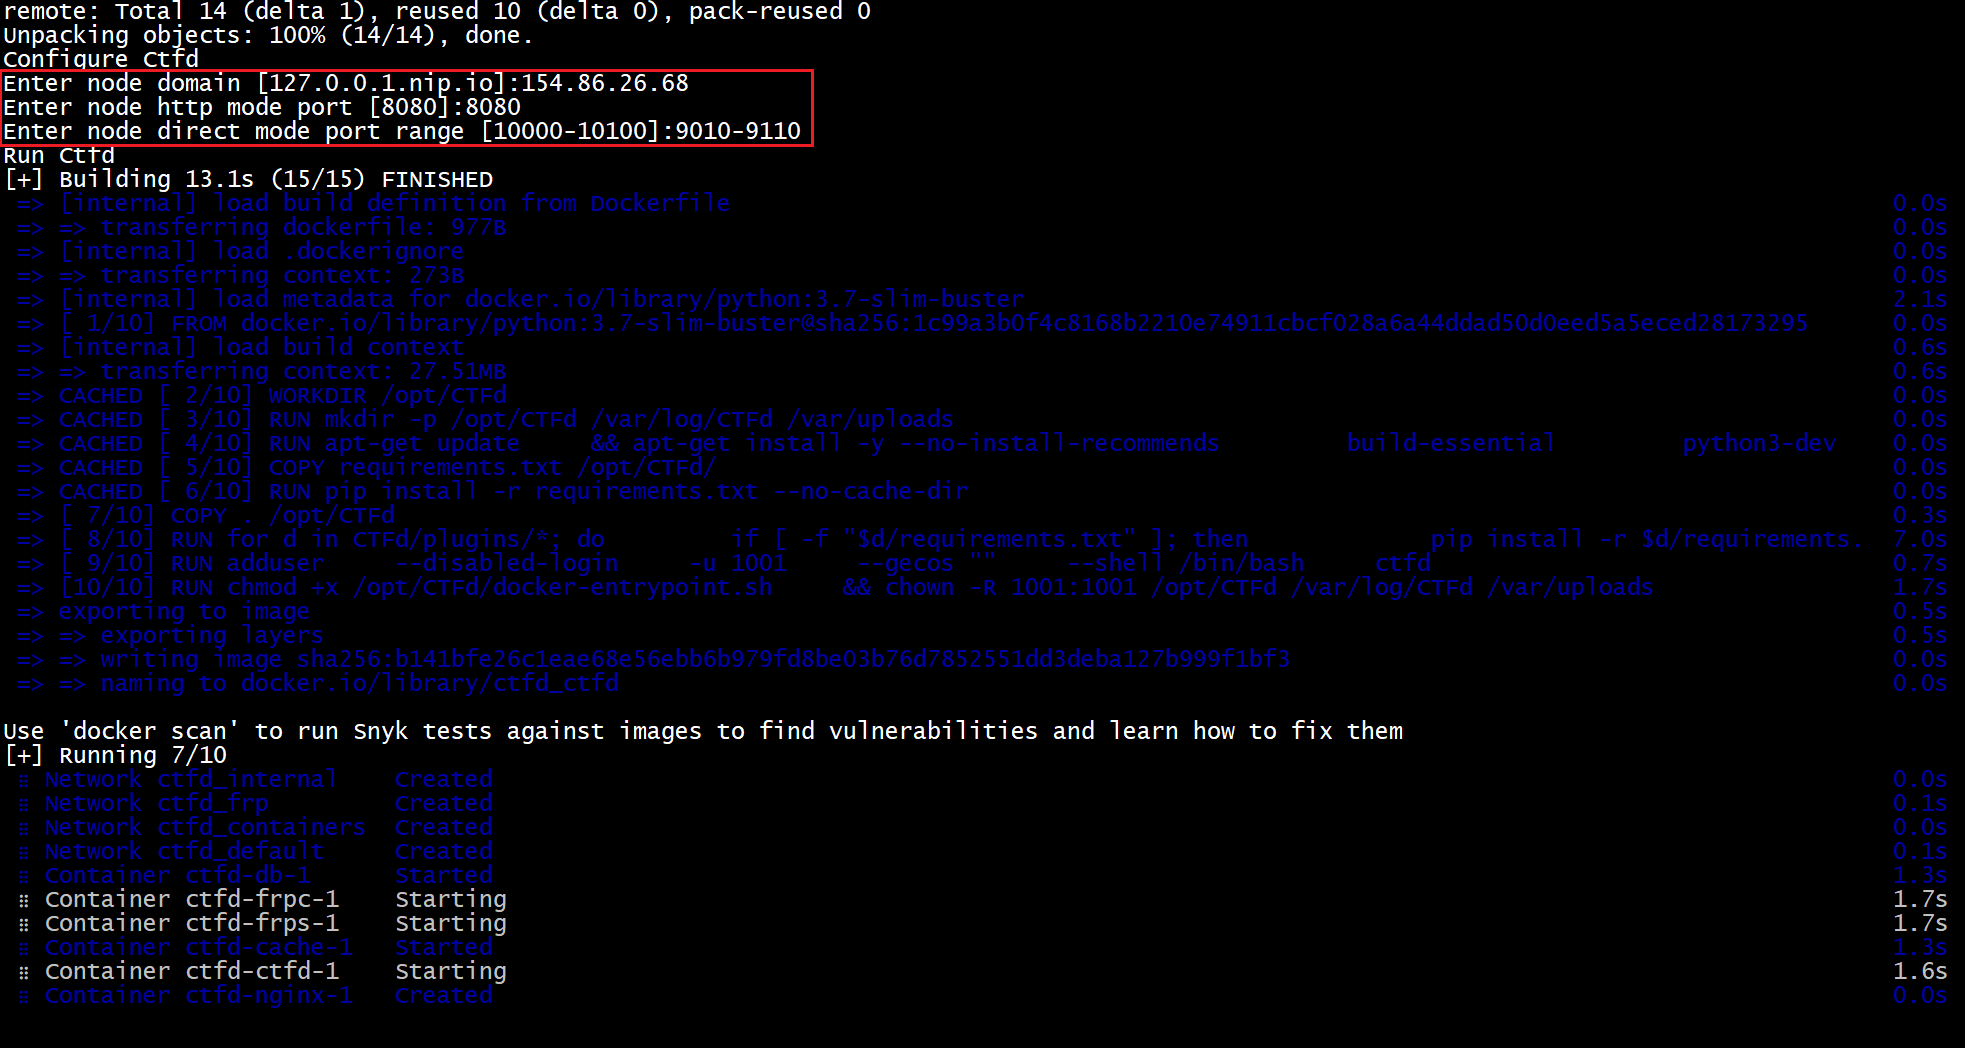 remote: Total 14 (delta 1), reused 10 (delta 0), pack-reused 0
Unpacking objects: 100% (14/14), done.
Configure Ctfd
Enter node domain [127.0.0.1.nip.io]:154.86.26.68
Enter node http mode port [8080]:8080
Enter node direct mode port range [10000-10100]:9010-9110
Run Ctfd
[+] Building 13.1s (15/15) FINISHED
=> [internal] load build definition from Dockerfile 0.0s
=> => transferring dockerfile: 977B 0.0s
=> [internal] load .dockerignore 0.0s
=> => transferring context: 273B 0.0s
=> [internal] load metadata for docker.io/library/python:3.7-slim-buster 2.1s
=> [ 1/10] FROM docker.io/library/python:3.7-slim-buster@sha256:1c99a3b0f4c8168b2210e74911cbcf028a6a44ddad50d0eed5a5eced28173295 0.0s
=> [internal] load build context 0.6s
=> => transferring context: 27.51MB 0.6s
=> CACHED [ 2/10] WORKDIR /opt/CTFd 0.0s
=> CACHED [ 3/10] RUN mkdir -p /opt/CTFd /var/log/CTFd /var/uploads 0.0s
=> CACHED [ 4/10] RUN apt-get update && apt-get install -y --no-install-recommends build-essential python3-dev 0.0s
=> CACHED [ 5/10] COPY requirements.txt /opt/CTFd/ 0.0s
=> CACHED [ 6/10] RUN pip install -r requirements.txt --no-cache-dir 0.0s
=> [ 7/10] COPY . /opt/CTFd 0.3s
=> [ 8/10] RUN for d in CTFd/plugins/*; do if [ -f "$d/requirements.txt" ]; then pip install -r $d/requirements. 7.0s
=> [ 9/10] RUN adduser --disabled-login -u 1001 --gecos "" --shell /bin/bash ctfd 0.7s
=> [10/10] RUN chmod +x /opt/CTFd/docker-entrypoint.sh && chown -R 1001:1001 /opt/CTFd /var/log/CTFd /var/uploads 1.7s
=> exporting to image 0.5s
=> => exporting layers 0.5s
=> => writing image sha256:b141bfe26c1eae68e56ebb6b979fd8be03b76d7852551dd3deba127b999f1bf3 0.0s
=> => naming to docker.io/library/ctfd_ctfd 0.0s
Use 'docker scan' to run Snyk tests against images to find vulnerabilities and learn how to fix them
[+] Running 7/10
⠿ Network ctfd_internal Created 0.0s
⠿ Network ctfd_frp Created 0.1s
⠿ Network ctfd_containers Created 0.0s
⠿ Network ctfd_default Created 0.1s
⠿ Container ctfd-db-1 Started 1.3s
⠿ Container ctfd-frpc-1 Starting 1.7s
⠿ Container ctfd-frps-1 Starting 1.7s
⠿ Container ctfd-cache-1 Started 1.3s
⠿ Container ctfd-ctfd-1 Starting 1.6s
⠿ Container ctfd-nginx-1 Created 0.0s